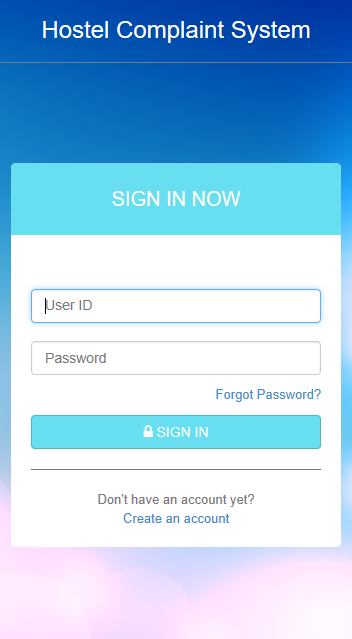 Hostel Complaint System
SIGN IN NOW
User ID
Password
Forgot Password?
SIGN IN
Don't have an account yet?
Create an account